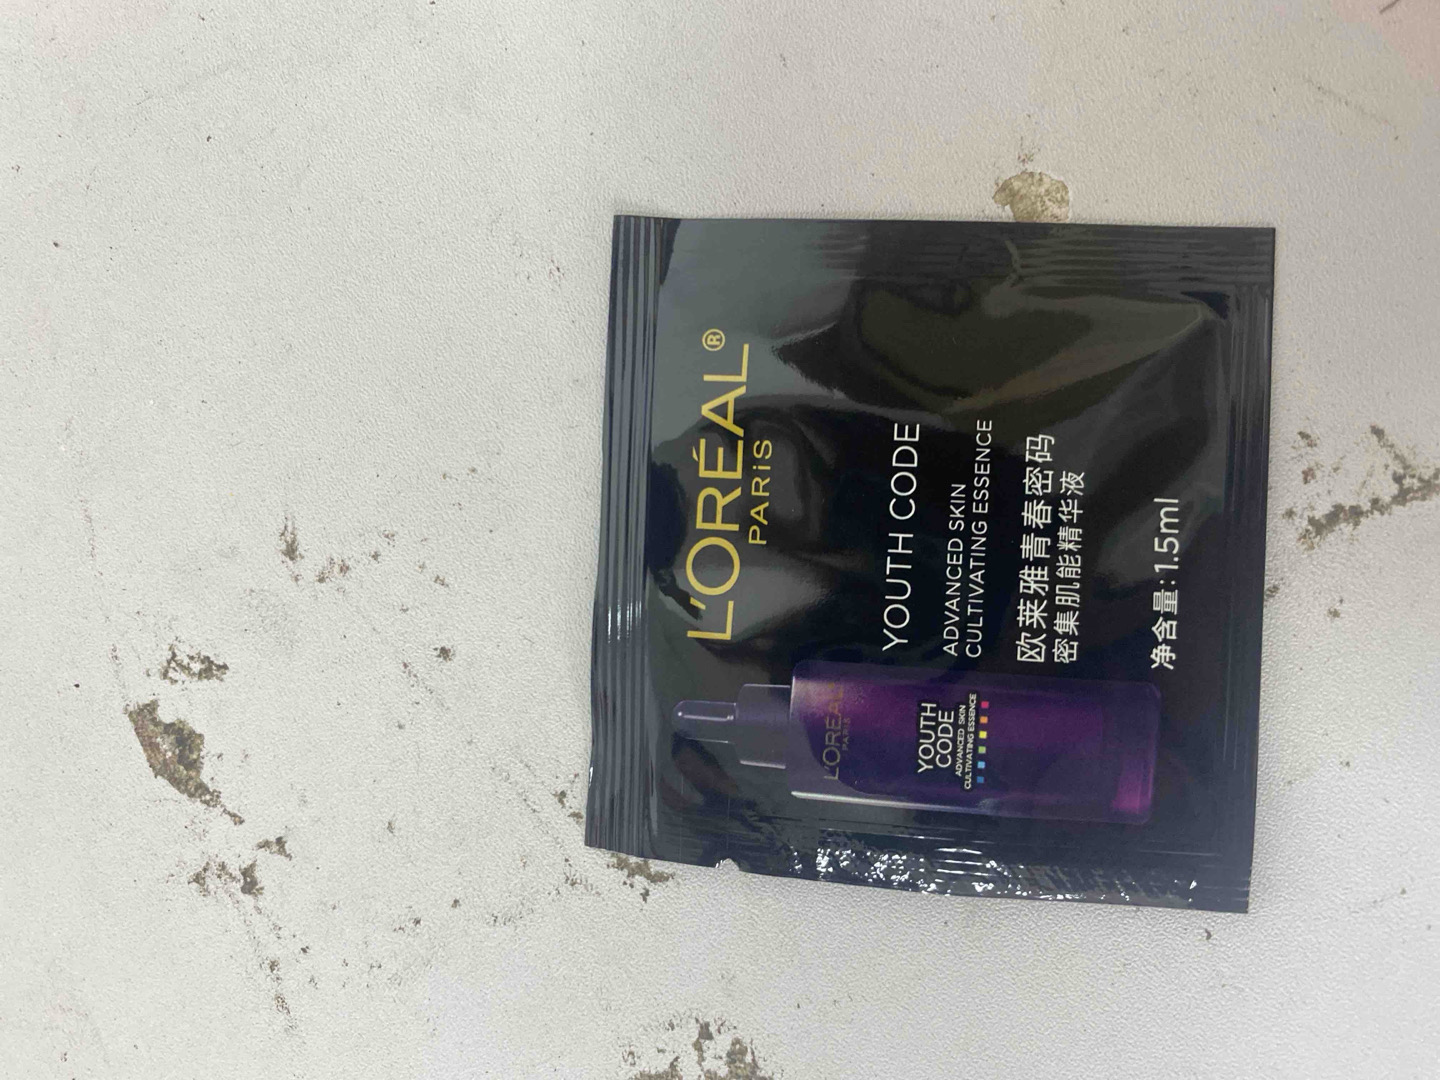 L'ORÉAL®
PARiS
YOUTH CODE
ADVANCED SKIN
CULTIVATING ESSENCE
欧莱雅青春密码
密集肌能精华液
净含量:1.5ml
L'ORÉAL
PARiS
YOUTH
CODE
ADVANCED SKIN
CULTIVATING ESSENCE